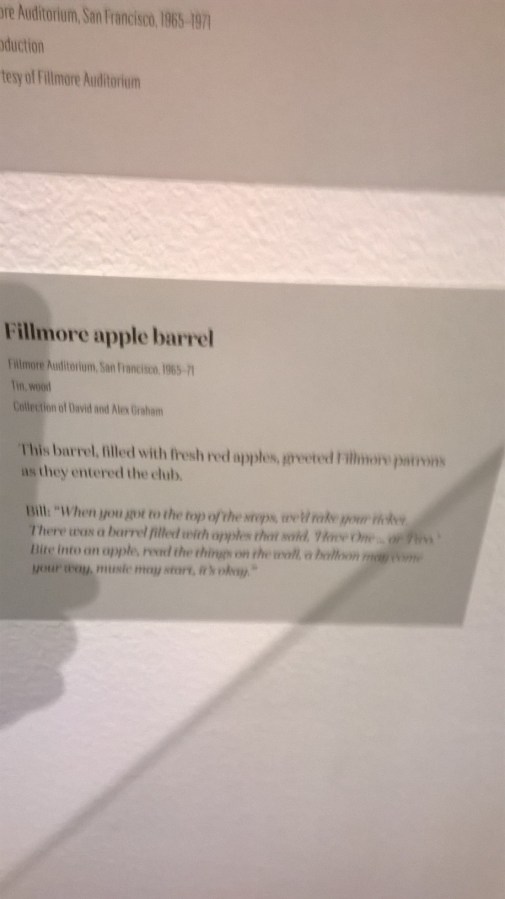 ore Auditorium, San Francisco, 1965–1971
oduction
tesy of Fillmore Auditorium
Fillmore apple barrel
Fillmore Auditorium, San Francisco, 1965–71
Tin, wood
Collection of David and Alex Graham
This barrel, filled with fresh red apples, greeted Fillmore patrons
as they entered the club.
Bill: "When you got to the top of the steps, we'd take your ticket.
There was a barrel filled with apples that said, 'Have One ... or Two.'
Bite into an apple, read the things on the wall, a balloon may come
your way, music may start, it's okay."